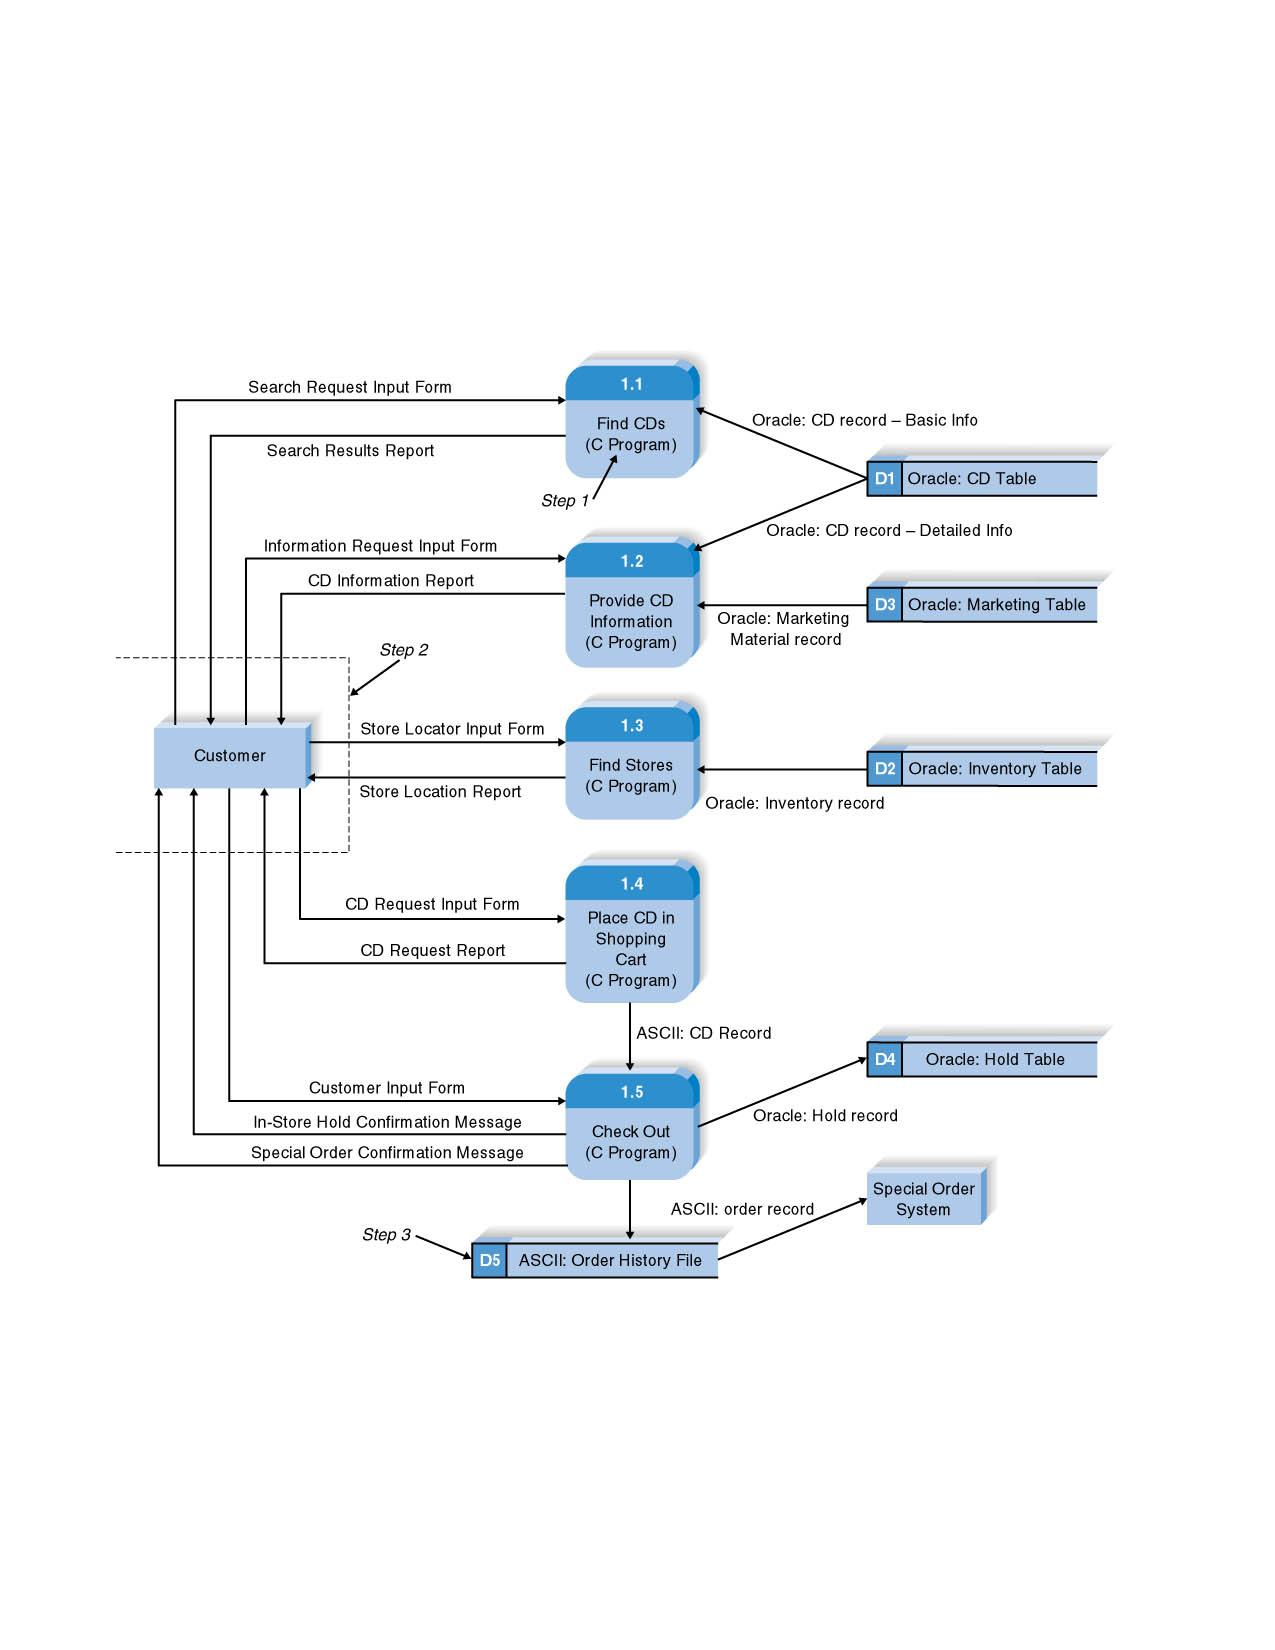 1.1
Search Request Input Form
Find CDs
(C Program)
Search Results Report
Step 1
Oracle: CD record – Basic Info
D1 Oracle: CD Table
Oracle: CD record – Detailed Info
Information Request Input Form
1.2
CD Information Report
Provide CD
Information
(C Program)
D3 Oracle: Marketing Table
Oracle: Marketing
Material record
Step 2
Customer
Store Locator Input Form
1.3
Find Stores
(C Program)
Store Location Report
D2 Oracle: Inventory Table
Oracle: Inventory record
1.4
CD Request Input Form
Place CD in
Shopping
Cart
(C Program)
CD Request Report
ASCII: CD Record
D4 Oracle: Hold Table
Customer Input Form
1.5
In-Store Hold Confirmation Message
Check Out
(C Program)
Special Order Confirmation Message
Oracle: Hold record
Special Order
System
ASCII: order record
Step 3
D5 ASCII: Order History File